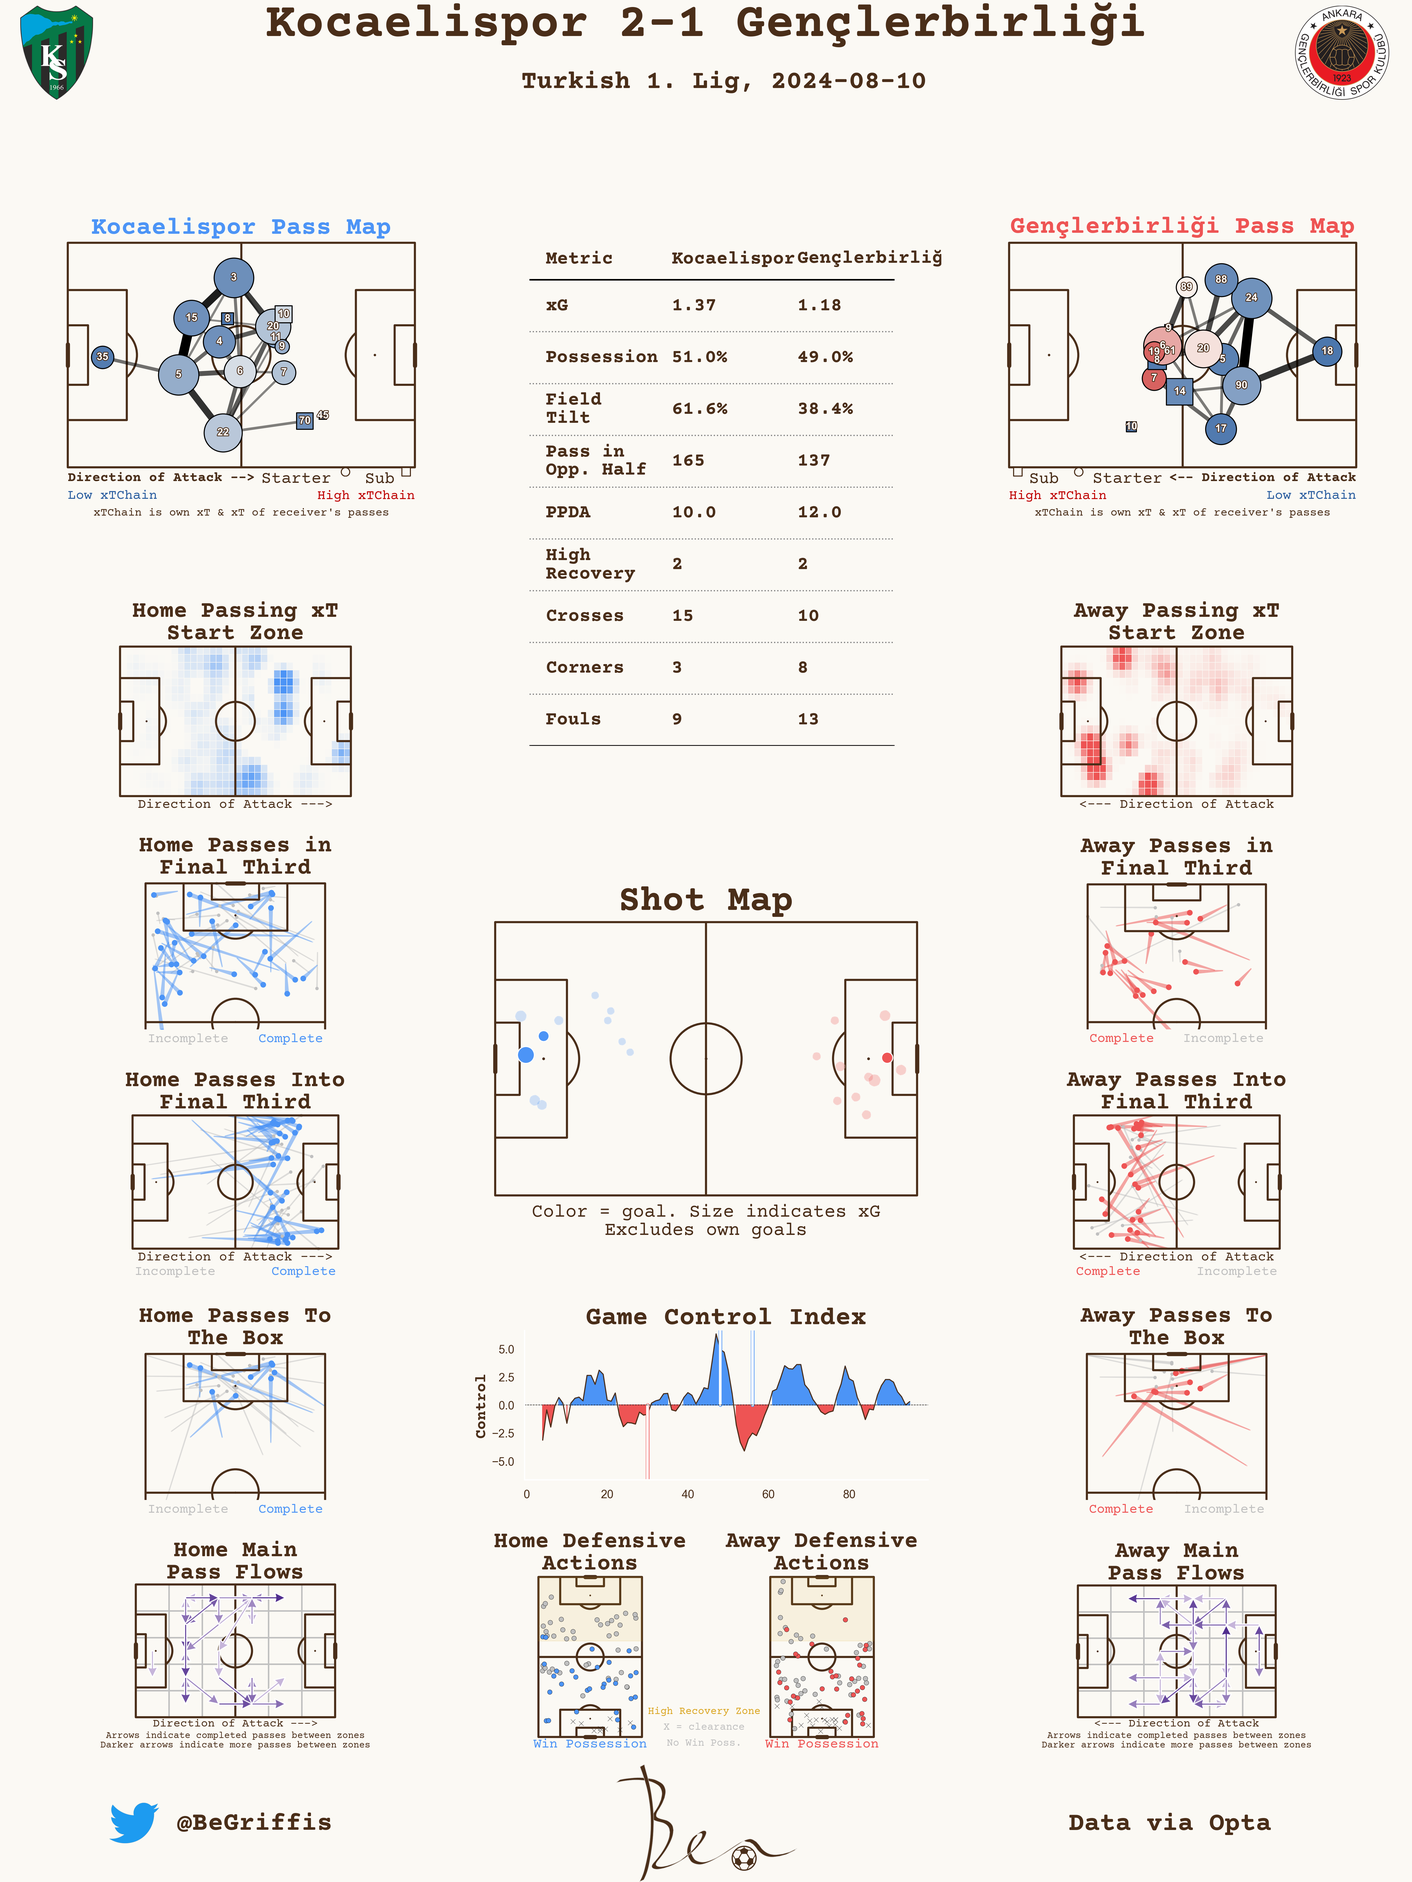 Kocaelispor 2-1 Gençlerbirliği
Turkish 1. Lig, 2024-08-10
KS
1966
ANKARA
GENÇLERBİRLİĞİ SPOR KULÜBÜ
1923
Kocaelispor Pass Map
3
15
8
10
20
4
11
9
35
5
6
7
22
70
45
Direction of Attack --> Starter Sub
Low xTChain High xTChain
xTChain is own xT & xT of receiver's passes
Metric Kocaelispor Gençlerbirliğ
xG 1.37 1.18
Possession 51.0% 49.0%
Field
Tilt 61.6% 38.4%
Pass in
Opp. Half 165 137
PPDA 10.0 12.0
High
Recovery 2 2
Crosses 15 10
Corners 3 8
Fouls 9 13
Gençlerbirliği Pass Map
89
88
24
9
6
19
61
8
20
5
18
7
14
90
10
17
Sub Starter <-- Direction of Attack
High xTChain Low xTChain
xTChain is own xT & xT of receiver's passes
Home Passing xT
Start Zone
Direction of Attack --->
Away Passing xT
Start Zone
<--- Direction of Attack
Home Passes in
Final Third
Incomplete Complete
Away Passes in
Final Third
Complete Incomplete
Shot Map
Color = goal. Size indicates xG
Excludes own goals
Home Passes Into
Final Third
Direction of Attack --->
Incomplete Complete
Away Passes Into
Final Third
<--- Direction of Attack
Complete Incomplete
Home Passes To
The Box
Incomplete Complete
Game Control Index
Control
5.0
2.5
0.0
−2.5
−5.0
0 20 40 60 80
Away Passes To
The Box
Complete Incomplete
Home Main
Pass Flows
Direction of Attack --->
Arrows indicate completed passes between zones
Darker arrows indicate more passes between zones
Home Defensive
Actions
Win Possession
High Recovery Zone
X = clearance
No Win Poss.
Away Defensive
Actions
Win Possession
Away Main
Pass Flows
<--- Direction of Attack
Arrows indicate completed passes between zones
Darker arrows indicate more passes between zones
@BeGriffis
Ben
Data via Opta